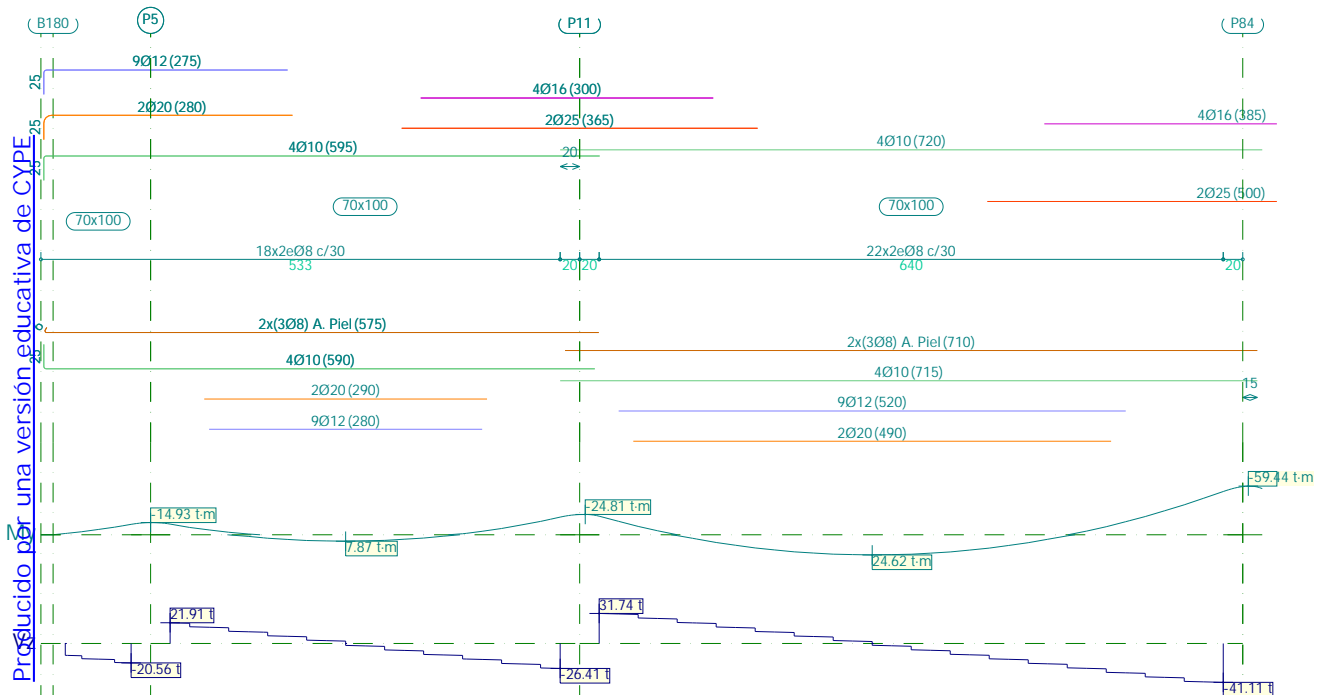 B180
P5
P11
P84
9Ø12 (275)
25
4Ø16 (300)
2Ø20 (280)
25
2Ø25 (365)
4Ø16 (385)
4Ø10 (595)
25
20
4Ø10 (720)
70x100
70x100
70x100
2Ø25 (500)
18x2eØ8 c/30
533
20
20
22x2eØ8 c/30
640
20
2x(3Ø8) A. Piel (575)
2x(3Ø8) A. Piel (710)
25
4Ø10 (590)
4Ø10 (715)
15
2Ø20 (290)
9Ø12 (520)
9Ø12 (280)
2Ø20 (490)
-59.44 t·m
-14.93 t·m
-24.81 t·m
My
7.87 t·m
24.62 t·m
21.91 t
31.74 t
-20.56 t
-26.41 t
-41.11 t
Producido por una versión educativa de CYPE